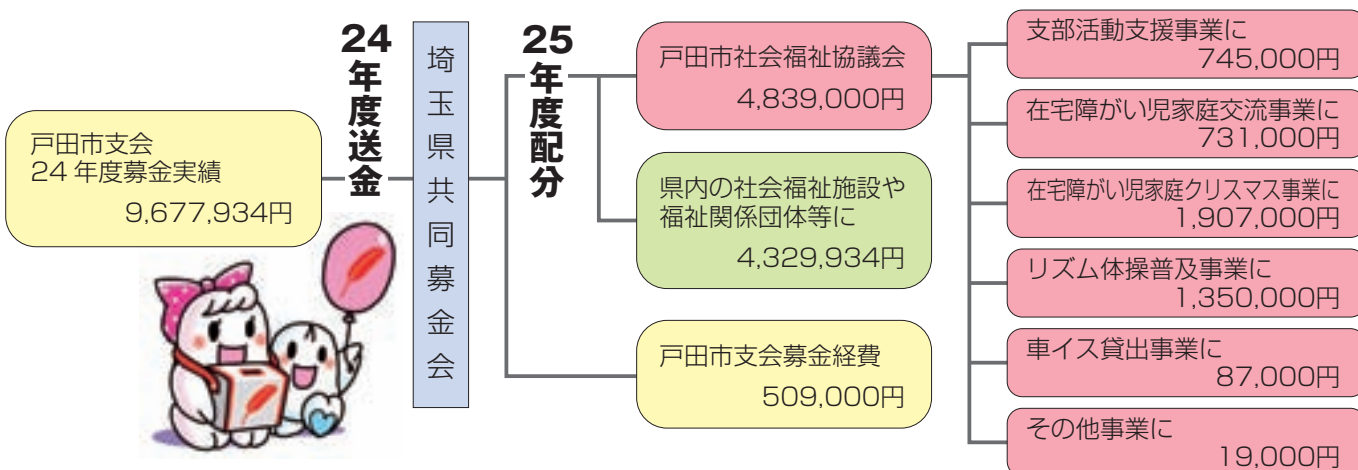 戸田市支会
24年度募金実績
9,677,934円
24年度送金
埼玉県共同募金会
25年度配分
戸田市社会福祉協議会
4,839,000円
県内の社会福祉施設や
福祉関係団体等に
4,329,934円
戸田市支会募金経費
509,000円
支部活動支援事業に
745,000円
在宅障がい児家庭交流事業に
731,000円
在宅障がい児家庭クリスマス事業に
1,907,000円
リズム体操普及事業に
1,350,000円
車イス貸出事業に
87,000円
その他事業に
19,000円